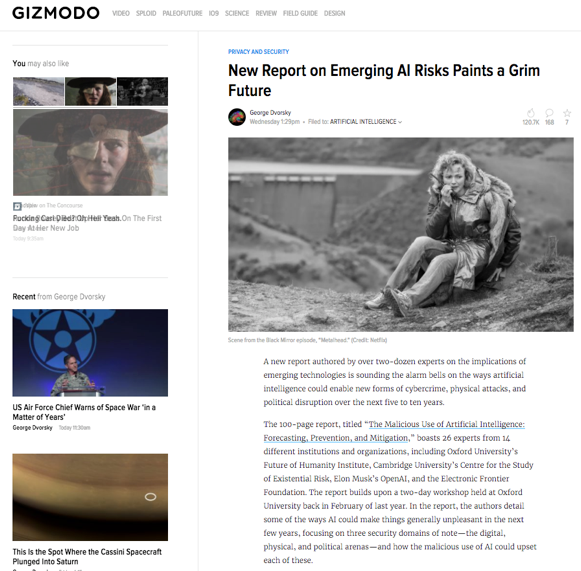 GIZMODO
VIDEO SPLOID PALEOFUTURE IO9 SCIENCE REVIEW FIELD GUIDE DESIGN
You may also like
on The Concourse
Day At Her New Job
Today 9:30am
Recent from George Dvorsky
US Air Force Chief Warns of Space War 'in a
Matter of Years'
George Dvorsky Today 11:30am
This Is the Spot Where the Cassini Spacecraft
Plunged Into Saturn
PRIVACY AND SECURITY
New Report on Emerging AI Risks Paints a Grim
Future
George Dvorsky
Wednesday 1:29pm • Filed to: ARTIFICIAL INTELLIGENCE
120.7K 168 7
Scene from the Black Mirror episode, "Metalhead." (Credit: Netflix)
A new report authored by over two-dozen experts on the implications of
emerging technologies is sounding the alarm bells on the ways artificial
intelligence could enable new forms of cybercrime, physical attacks, and
political disruption over the next five to ten years.
The 100-page report, titled “The Malicious Use of Artificial Intelligence:
Forecasting, Prevention, and Mitigation,” boasts 26 experts from 14
different institutions and organizations, including Oxford University’s
Future of Humanity Institute, Cambridge University’s Centre for the Study
of Existential Risk, Elon Musk’s OpenAI, and the Electronic Frontier
Foundation. The report builds upon a two-day workshop held at Oxford
University back in February of last year. In the report, the authors detail
some of the ways AI could make things generally unpleasant in the next
few years, focusing on three security domains of note—the digital,
physical, and political arenas—and how the malicious use of AI could upset
each of these.